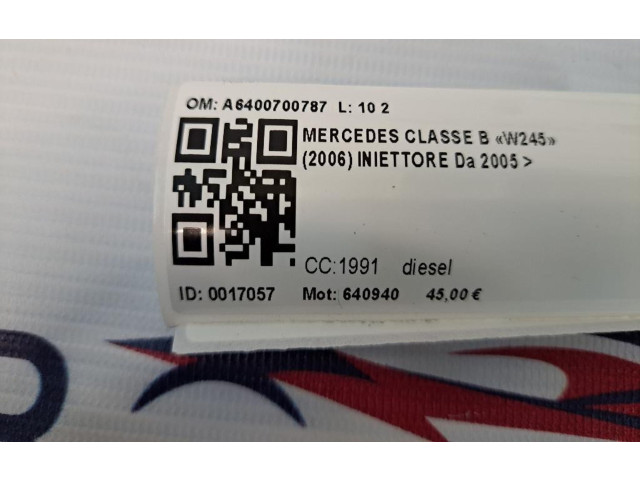 OM: A6400700787 L: 10 2
MERCEDES CLASSE B «W245»
(2006) INIETTORE Da 2005 >
CC:1991 diesel
ID: 0017057 Mot: 640940 45,00 €